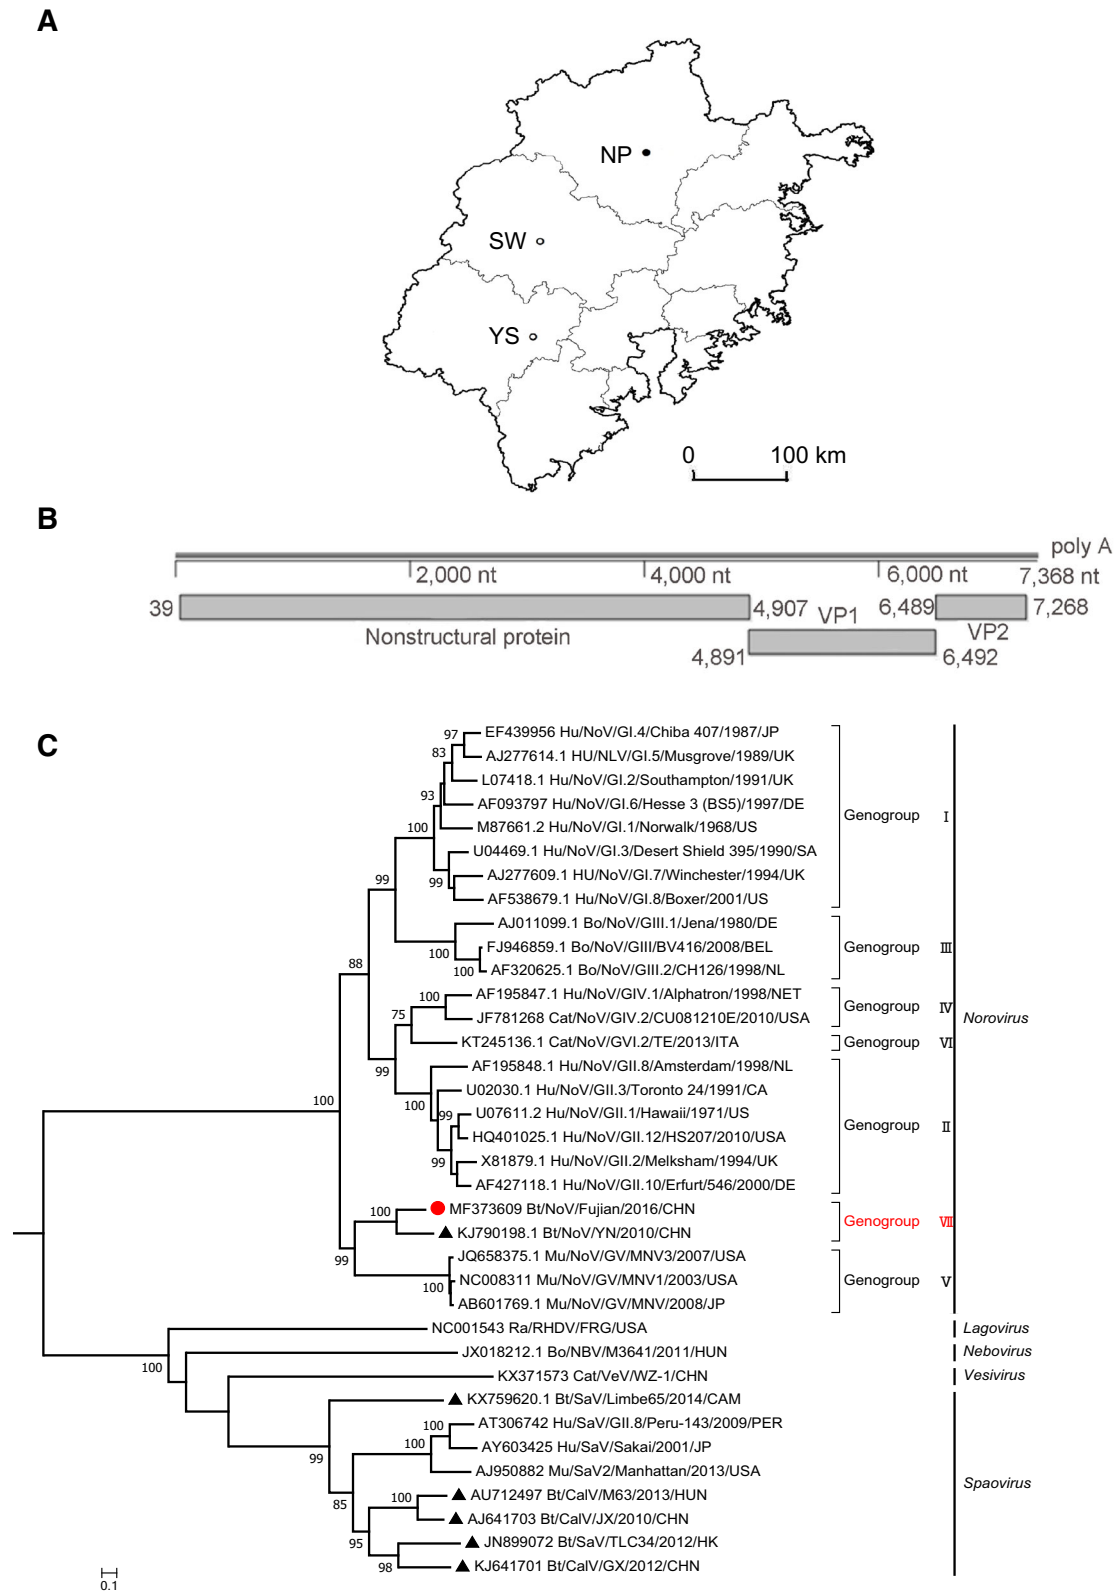 A
NP
SW
YS
0 100 km
B
poly A
2,000 nt 4,000 nt 6,000 nt 7,368 nt
39 4,907 VP1 6,489 7,268
Nonstructural protein VP2
4,891 6,492
C
97 EF439956 Hu/NoV/GI.4/Chiba 407/1987/JP
83 AJ277614.1 HU/NLV/GI.5/Musgrove/1989/UK
L07418.1 Hu/NoV/GI.2/Southampton/1991/UK
93 AF093797 Hu/NoV/GI.6/Hesse 3 (BS5)/1997/DE
Genogroup I
100 M87661.2 Hu/NoV/GI.1/Norwalk/1968/US
U04469.1 Hu/NoV/GI.3/Desert Shield 395/1990/SA
99 99 AJ277609.1 HU/NoV/GI.7/Winchester/1994/UK
AF538679.1 Hu/NoV/GI.8/Boxer/2001/US
AJ011099.1 Bo/NoV/GIII.1/Jena/1980/DE
100 FJ946859.1 Bo/NoV/GIII/BV416/2008/BEL Genogroup III
88 100 AF320625.1 Bo/NoV/GIII.2/CH126/1998/NL
100 AF195847.1 Hu/NoV/GIV.1/Alphatron/1998/NET
Genogroup IV
75 JF781268 Cat/NoV/GIV.2/CU081210E/2010/USA Norovirus
KT245136.1 Cat/NoV/GVI.2/TE/2013/ITA Genogroup VI
99 AF195848.1 Hu/NoV/GII.8/Amsterdam/1998/NL
100 100 U02030.1 Hu/NoV/GII.3/Toronto 24/1991/CA
99 U07611.2 Hu/NoV/GII.1/Hawaii/1971/US
Genogroup II
HQ401025.1 Hu/NoV/GII.12/HS207/2010/USA
99 X81879.1 Hu/NoV/GII.2/Melksham/1994/UK
AF427118.1 Hu/NoV/GII.10/Erfurt/546/2000/DE
100 MF373609 Bt/NoV/Fujian/2016/CHN
Genogroup VII
KJ790198.1 Bt/NoV/YN/2010/CHN
99 JQ658375.1 Mu/NoV/GV/MNV3/2007/USA
100 NC008311 Mu/NoV/GV/MNV1/2003/USA Genogroup V
AB601769.1 Mu/NoV/GV/MNV/2008/JP
NC001543 Ra/RHDV/FRG/USA Lagovirus
100 JX018212.1 Bo/NBV/M3641/2011/HUN Nebovirus
KX371573 Cat/VeV/WZ-1/CHN Vesivirus
KX759620.1 Bt/SaV/Limbe65/2014/CAM
100 AT306742 Hu/SaV/GII.8/Peru-143/2009/PER
99 100 AY603425 Hu/SaV/Sakai/2001/JP
AJ950882 Mu/SaV2/Manhattan/2013/USA
Spaovirus
85 100 AU712497 Bt/CalV/M63/2013/HUN
AJ641703 Bt/CalV/JX/2010/CHN
95 JN899072 Bt/SaV/TLC34/2012/HK
98 KJ641701 Bt/CalV/GX/2012/CHN
0.1